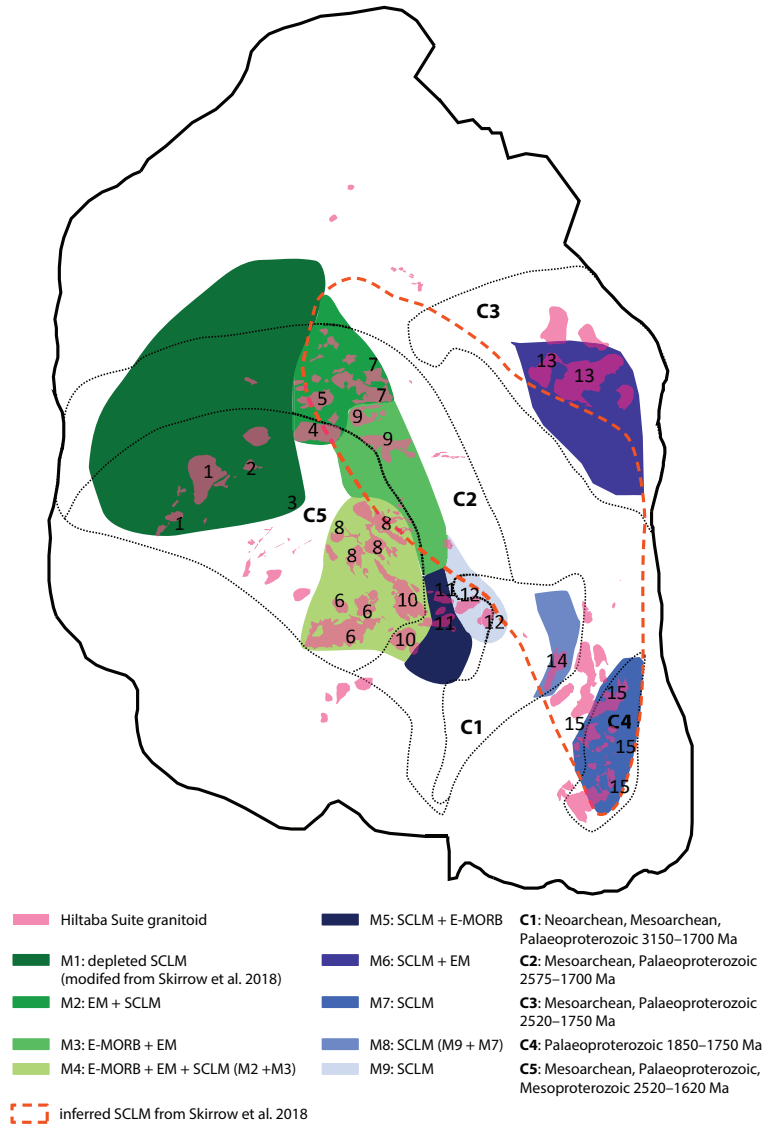 C3
13
13
7
5
7
9
4
9
1
2
3
1
C5
C2
8
8
8
8
11
12
6
6
10
11
12
6
10
14
15
C1
15
C4
15
15
Hiltaba Suite granitoid
M1: depleted SCLM
(modifed from Skirrow et al. 2018)
M2: EM + SCLM
M3: E-MORB + EM
M4: E-MORB + EM + SCLM (M2 +M3)
inferred SCLM from Skirrow et al. 2018
M5: SCLM + E-MORB
M6: SCLM + EM
M7: SCLM
M8: SCLM (M9 + M7)
M9: SCLM
C1: Neoarchean, Mesoarchean,
Palaeoproterozoic 3150–1700 Ma
C2: Mesoarchean, Palaeoproterozoic
2575–1700 Ma
C3: Mesoarchean, Palaeoproterozoic
2520–1750 Ma
C4: Palaeoproterozoic 1850–1750 Ma
C5: Mesoarchean, Palaeoproterozoic,
Mesoproterozoic 2520–1620 Ma